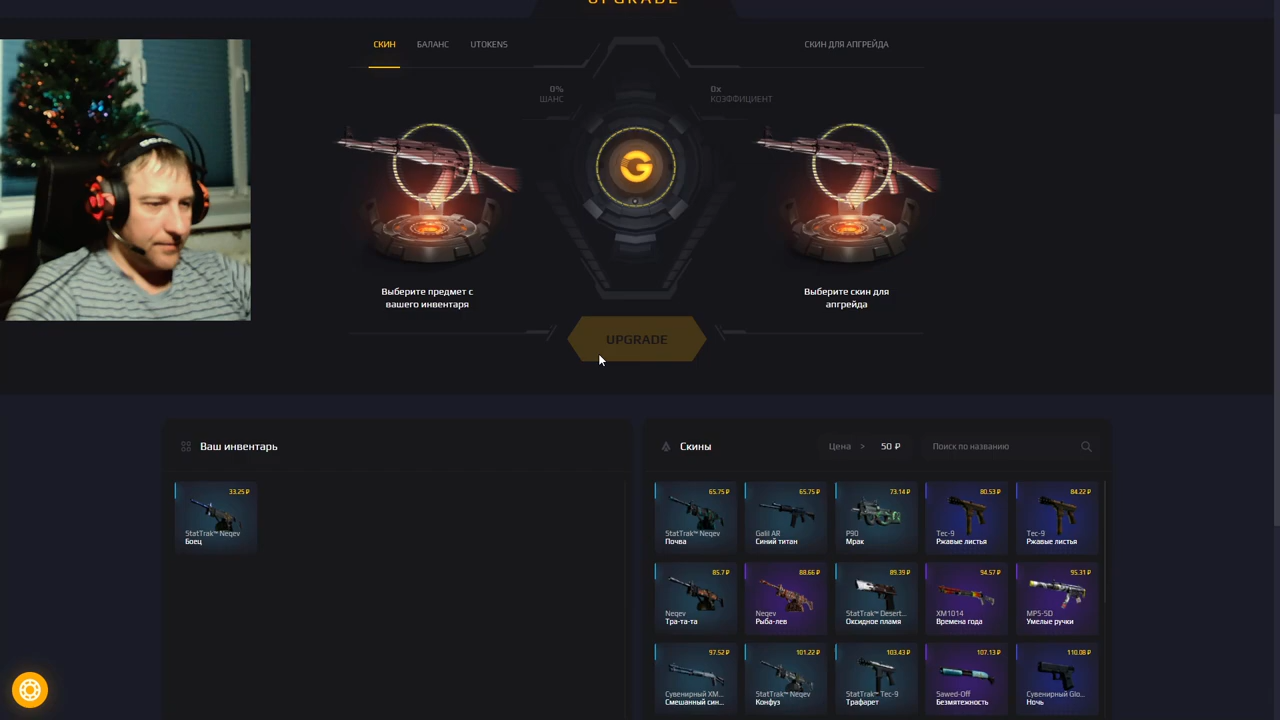 UPGRADE
СКИН БАЛАНС UTOKENS
СКИН ДЛЯ АПГРЕЙДА
0%
ШАНС
0x
КОЭФФИЦИЕНТ
Выберите предмет с
вашего инвентаря
Выберите скин для
апгрейда
UPGRADE
Ваш инвентарь
33.25 ₽
StatTrak™ Negev
Боец
Скины
Цена > 50 ₽
Поиск по названию
65.75 ₽
StatTrak™ Negev
Почва
65.75 ₽
Galil AR
Синий титан
73.14 ₽
P90
Мрак
80.53 ₽
Tec-9
Ржавые листья
84.22 ₽
Tec-9
Ржавые листья
85.7 ₽
Negev
Тра-та-та
88.66 ₽
Negev
Рыба-лев
89.39 ₽
StatTrak™ Desert...
Оксидное пламя
94.57 ₽
XM1014
Времена года
95.31 ₽
MP5-SD
Умелые ручки
97.52 ₽
Сувенирный XM...
Смешанный син...
101.22 ₽
StatTrak™ Negev
Конфуз
103.43 ₽
StatTrak™ Tec-9
Трафарет
107.13 ₽
Sawed-Off
Безмятежность
110.08 ₽
Сувенирный Glo...
Ночь